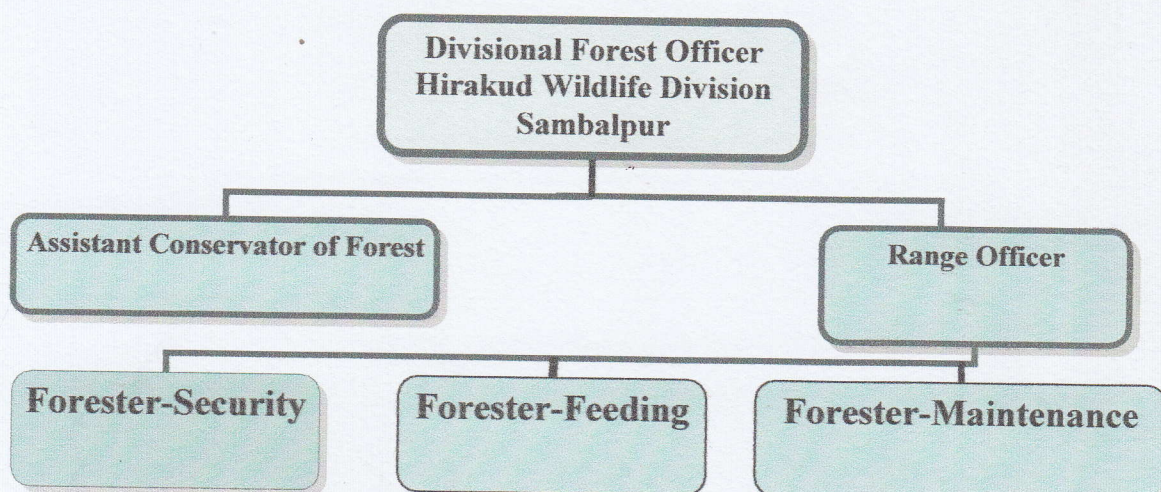 Divisional Forest Officer
Hirakud Wildlife Division
Sambalpur
Assistant Conservator of Forest
Range Officer
Forester-Security
Forester-Feeding
Forester-Maintenance